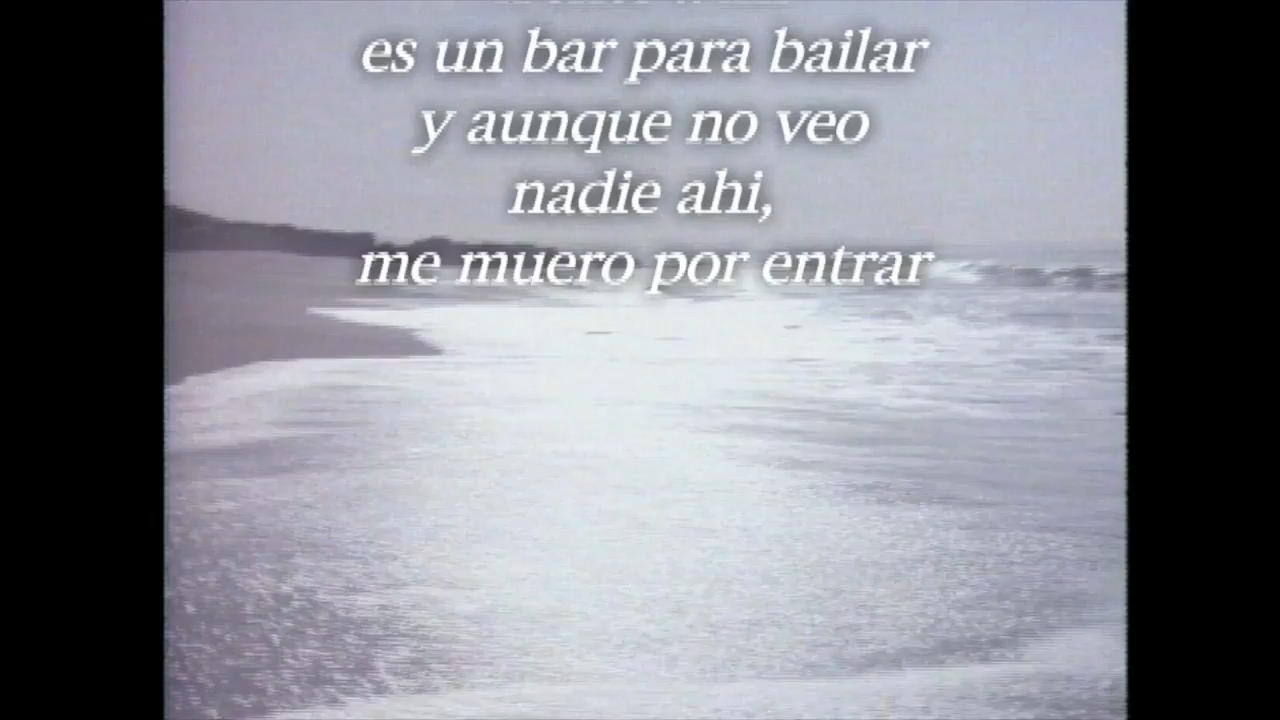 es un bar para bailar
y aunque no veo
nadie ahi,
me muero por entrar